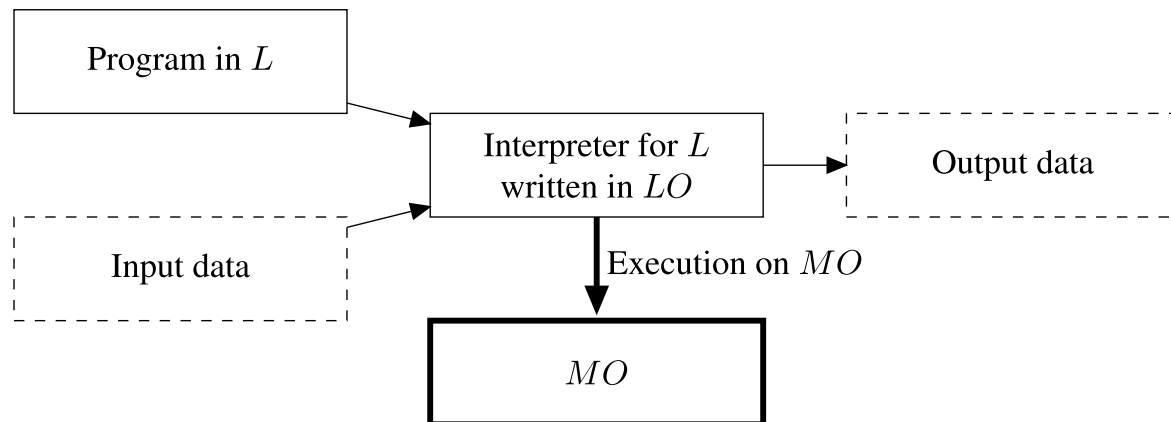 Program in L
Interpreter for L
written in LO
Output data
Input data
Execution on MO
MO